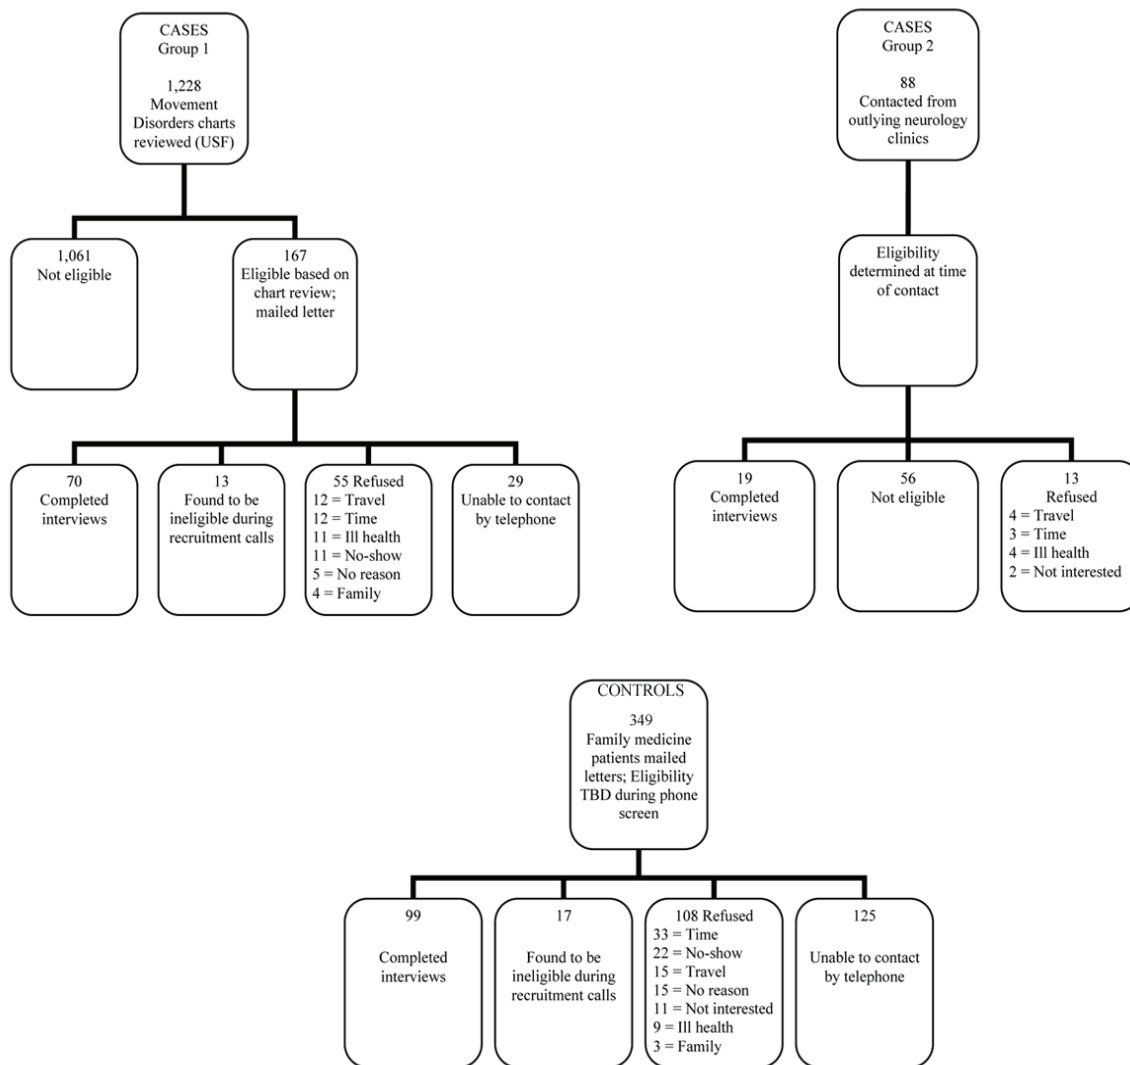 CASES
Group 1
1,228
Movement
Disorders charts
reviewed (USF)
CASES
Group 2
88
Contacted from
outlying neurology
clinics
1,061
Not eligible
167
Eligible based on
chart review;
mailed letter
Eligibility
determined at time
of contact
70
Completed
interviews
13
Found to be
ineligible during
recruitment calls
55 Refused
12 = Travel
12 = Time
11 = Ill health
11 = No-show
5 = No reason
4 = Family
29
Unable to contact
by telephone
19
Completed
interviews
56
Not eligible
13
Refused
4 = Travel
3 = Time
4 = Ill health
2 = Not interested
CONTROLS
349
Family medicine
patients mailed
letters; Eligibility
TBD during phone
screen
99
Completed
interviews
17
Found to be
ineligible during
recruitment calls
108 Refused
33 = Time
22 = No-show
15 = Travel
15 = No reason
11 = Not interested
9 = Ill health
3 = Family
125
Unable to contact
by telephone